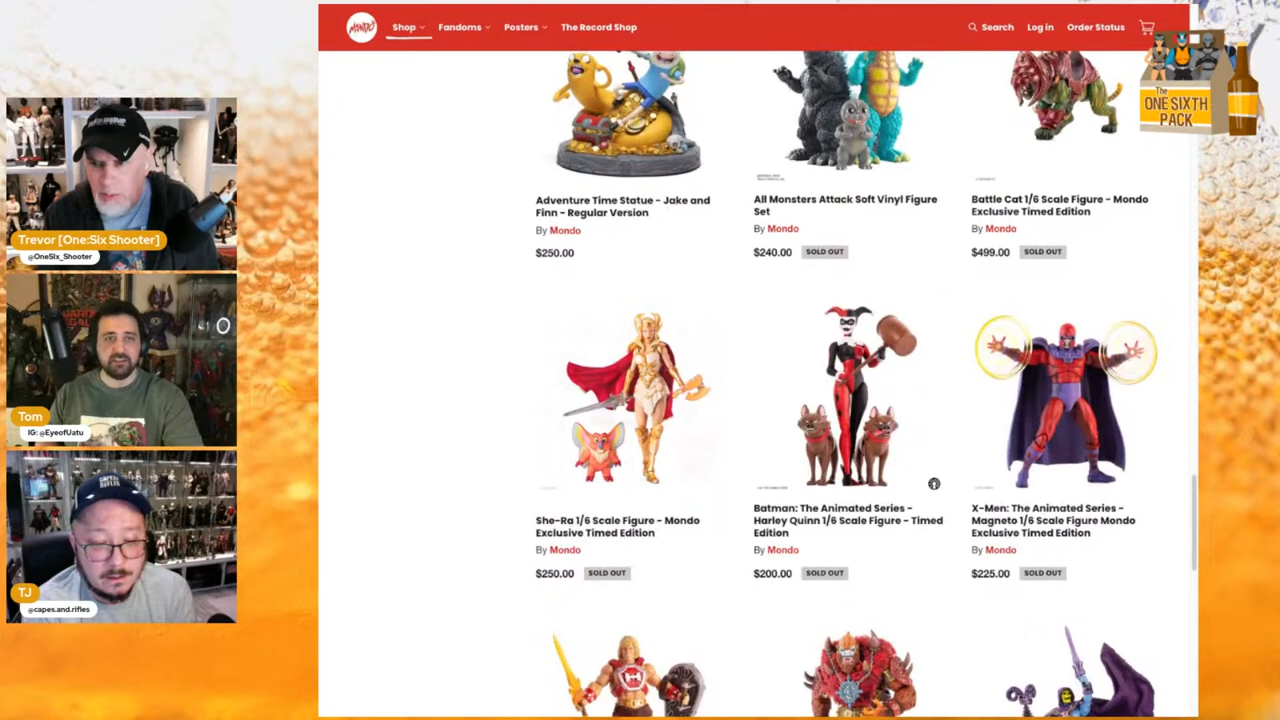 MONDO
Shop
Fandoms
Posters
The Record Shop
Search
Log in
Order Status
The
ONE SIXTH
PACK
Trevor [One:Six Shooter]
@OneSix_Shooter
Tom
IG: @EyeofUatu
TJ
@capes.and.rifles
Adventure Time Statue - Jake and
Finn - Regular Version
By Mondo
$250.00
All Monsters Attack Soft Vinyl Figure
Set
By Mondo
$240.00 SOLD OUT
Battle Cat 1/6 Scale Figure - Mondo
Exclusive Timed Edition
By Mondo
$499.00 SOLD OUT
She-Ra 1/6 Scale Figure - Mondo
Exclusive Timed Edition
By Mondo
$250.00 SOLD OUT
Batman: The Animated Series -
Harley Quinn 1/6 Scale Figure - Timed
Edition
By Mondo
$200.00 SOLD OUT
X-Men: The Animated Series -
Magneto 1/6 Scale Figure Mondo
Exclusive Timed Edition
By Mondo
$225.00 SOLD OUT